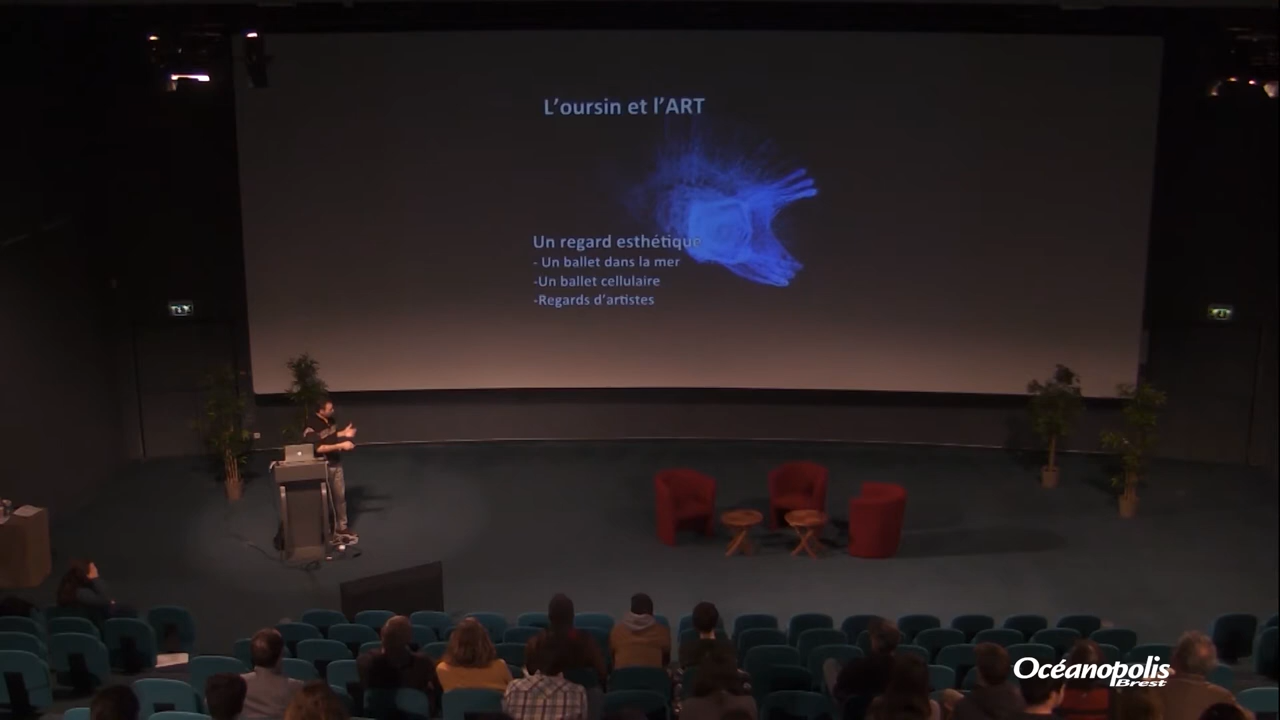 L'oursin et l'ART
Un regard esthétique
- Un ballet dans la mer
-Un ballet cellulaire
-Regards d'artistes
Océanopolis
Brest